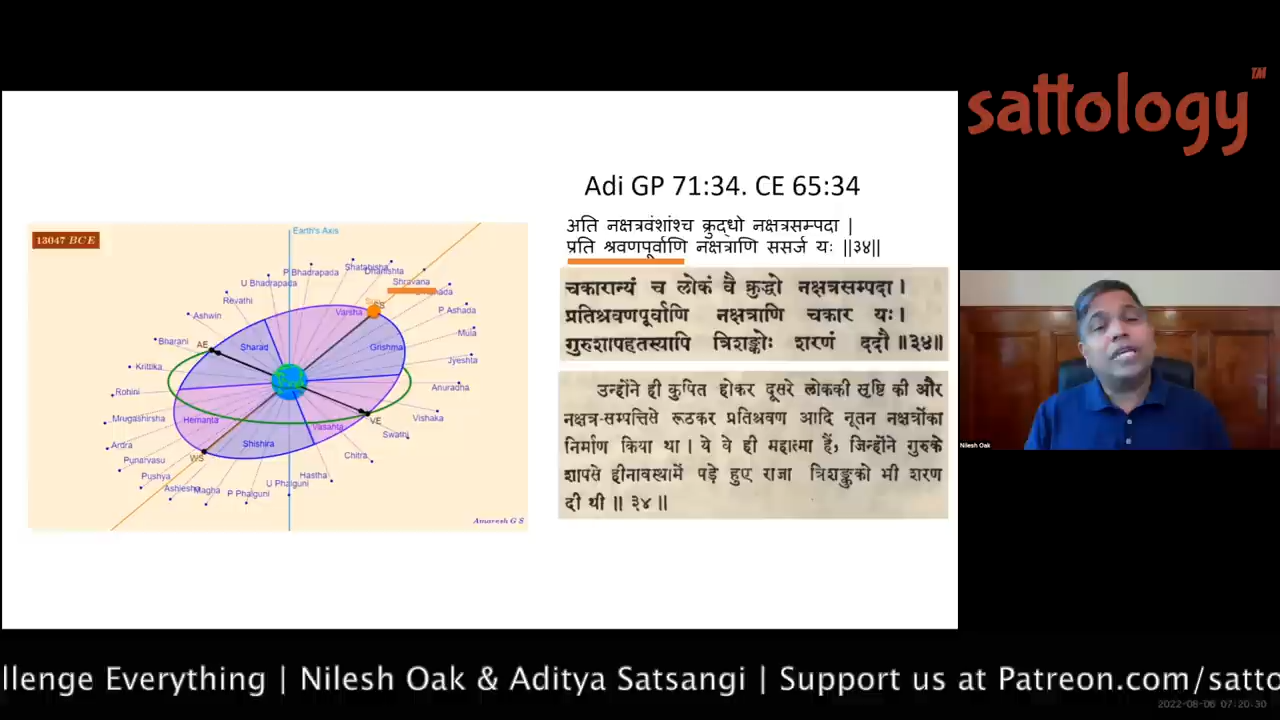 sattology™
Adi GP 71:34. CE 65:34
अति नक्षत्रवंशांश्च क्रुद्धो नक्षत्रसम्पदा |
प्रति श्रवणपूर्वाणि नक्षत्राणि ससर्ज यः ||३४||
चकारान्यं च लोकं वै क्रुद्धो नक्षत्रसम्पदा ।
प्रतिश्रवणपूर्वाणि नक्षत्राणि चकार यः ।
गुरुशापहतस्यापि त्रिशङ्कोः शरणं ददौ ॥३४॥
उन्होंने ही कुपित होकर दूसरे लोककी सृष्टि की और
नक्षत्र-सम्पत्तिसे रूठकर प्रतिश्रवण आदि नूतन नक्षत्रोंका
निर्माण किया था । ये वे ही महात्मा हैं, जिन्होंने गुरुके
शापसे हीनावस्थामें पड़े हुए राजा त्रिशङ्कुको भी शरण
दी थी ॥ ३४ ॥
13047 BCE
Earth's Axis
Shatabisha
Dhanishta
P Bhadrapada
U Bhadrapada
Shravana
Revathi
Varsha
P Ashada
Ashwin
Mula
Bharani
AE
Sharad
Grishma
Jyeshta
Krittika
Anuradha
Rohini
Mrugashirsha
Hemanta
Vasanta
VE
Vishaka
Swathi
Ardra
Shishira
Punarvasu
WS
Chitra
Pushya
Hastha
Ashlesha
Magha
P Phalguni
U Phalguni
Amaresh G S
Nilesh Oak
llenge Everything | Nilesh Oak & Aditya Satsangi | Support us at Patreon.com/satto
2022-08-06 07:20:30